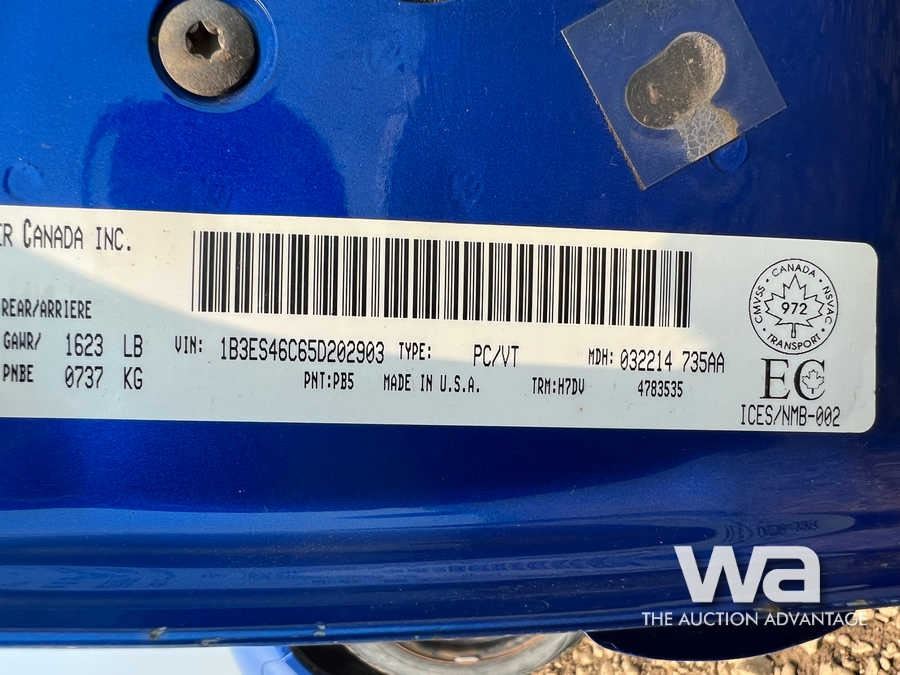 ER CANADA INC.
REAR/ARRIERE
GAWR/ 1623 LB
PNBE 0737 KG
VIN: 1B3ES46C65D202903 TYPE: PC/VT MDH: 032214 735AA
PNT:PB5 MADE IN U.S.A. TRM:H7DV 4783535
CMVSS · CANADA · NSVAC
972
TRANSPORT
EC
ICES/NMB-002
wa
THE AUCTION ADVANTAGE